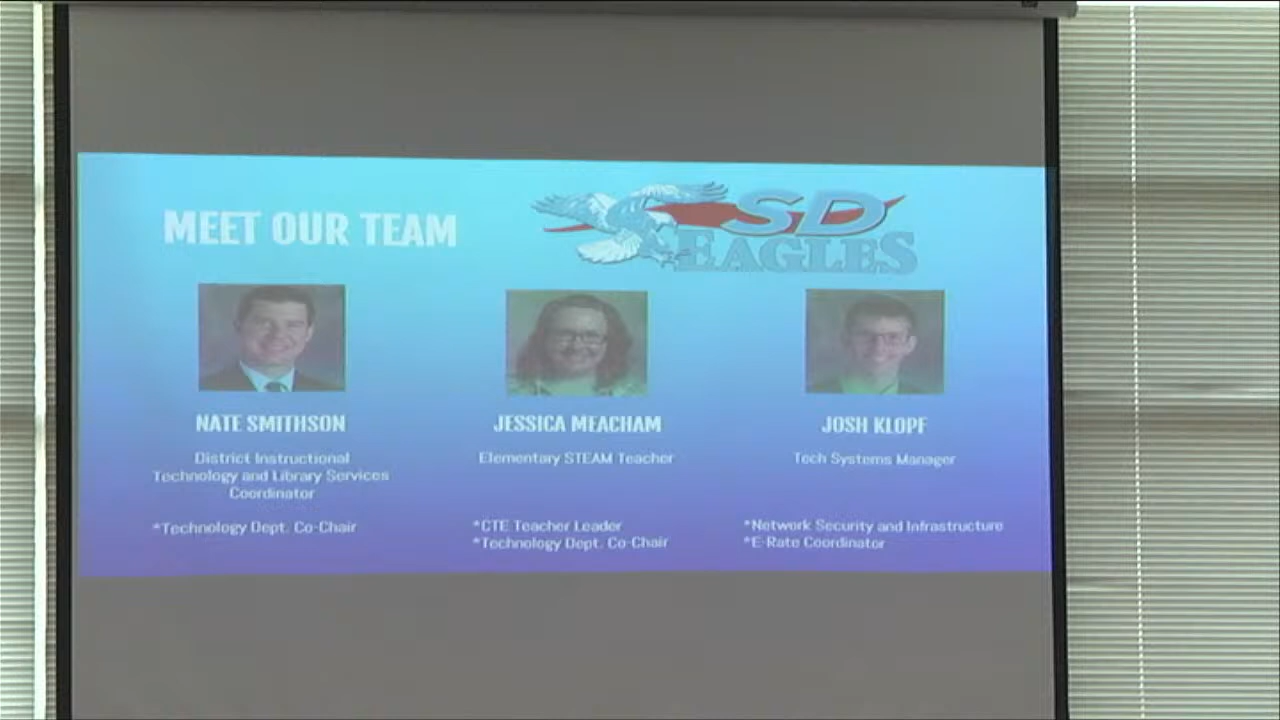 MEET OUR TEAM
SD
EAGLES
NATE SMITHSON
District Instructional
Technology and Library Services
Coordinator
*Technology Dept. Co-Chair
JESSICA MEACHAM
Elementary STEAM Teacher
*CTE Teacher Leader
*Technology Dept. Co-Chair
JOSH KLOPF
Tech Systems Manager
*Network Security and Infrastructure
*E-Rate Coordinator